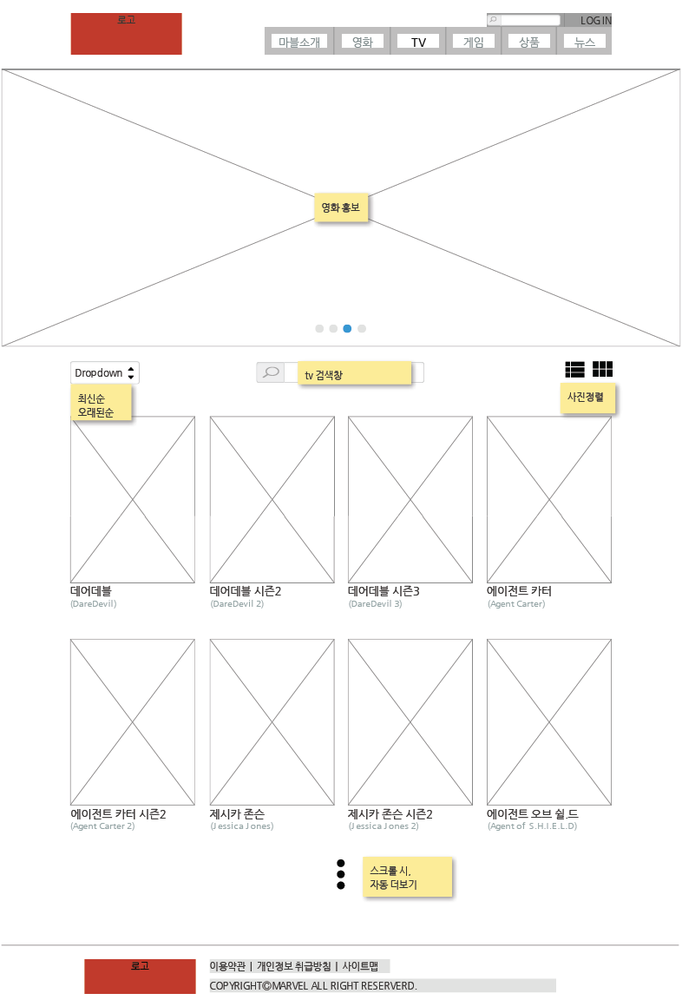 로고
LOG IN
마블소개 영화 TV 게임 상품 뉴스
영화 홍보
Dropdown
tv 검색창
최신순
오래된순
사진정렬
데어데블 데어데블 시즌2 데어데블 시즌3 에이전트 카터
(DareDevil) (DareDevil 2) (DareDevil 3) (Agent Carter)
에이전트 카터 시즌2 제시카 존슨 제시카 존슨 시즌2 에이전트 오브 쉴.드
(Agent Carter 2) (Jessica Jones) (Jessica Jones 2) (Agent of S.H.I.E.L.D)
스크롤 시,
자동 더보기
로고
이용약관 | 개인정보 취급방침 | 사이트맵
COPYRIGHT©MARVEL ALL RIGHT RESERVERD.